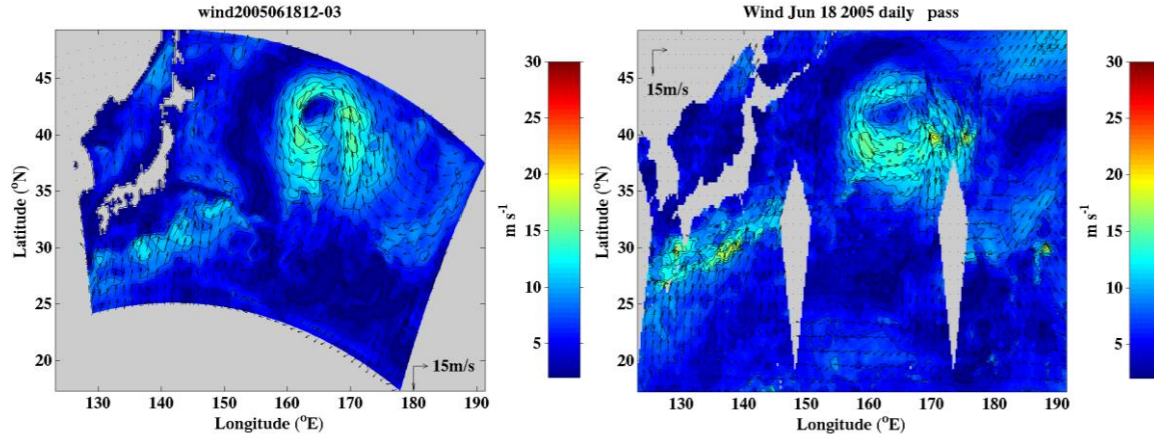 wind2005061812-03
45
40
35
30
25
20
Latitude (°N)
130 140 150 160 170 180 190
Longitude (°E)
15m/s
30
25
20
15
10
5
m s⁻¹
Wind Jun 18 2005 daily pass
15m/s
45
40
35
30
25
20
Latitude (°N)
130 140 150 160 170 180 190
Longitude (°E)
30
25
20
15
10
5
m s⁻¹